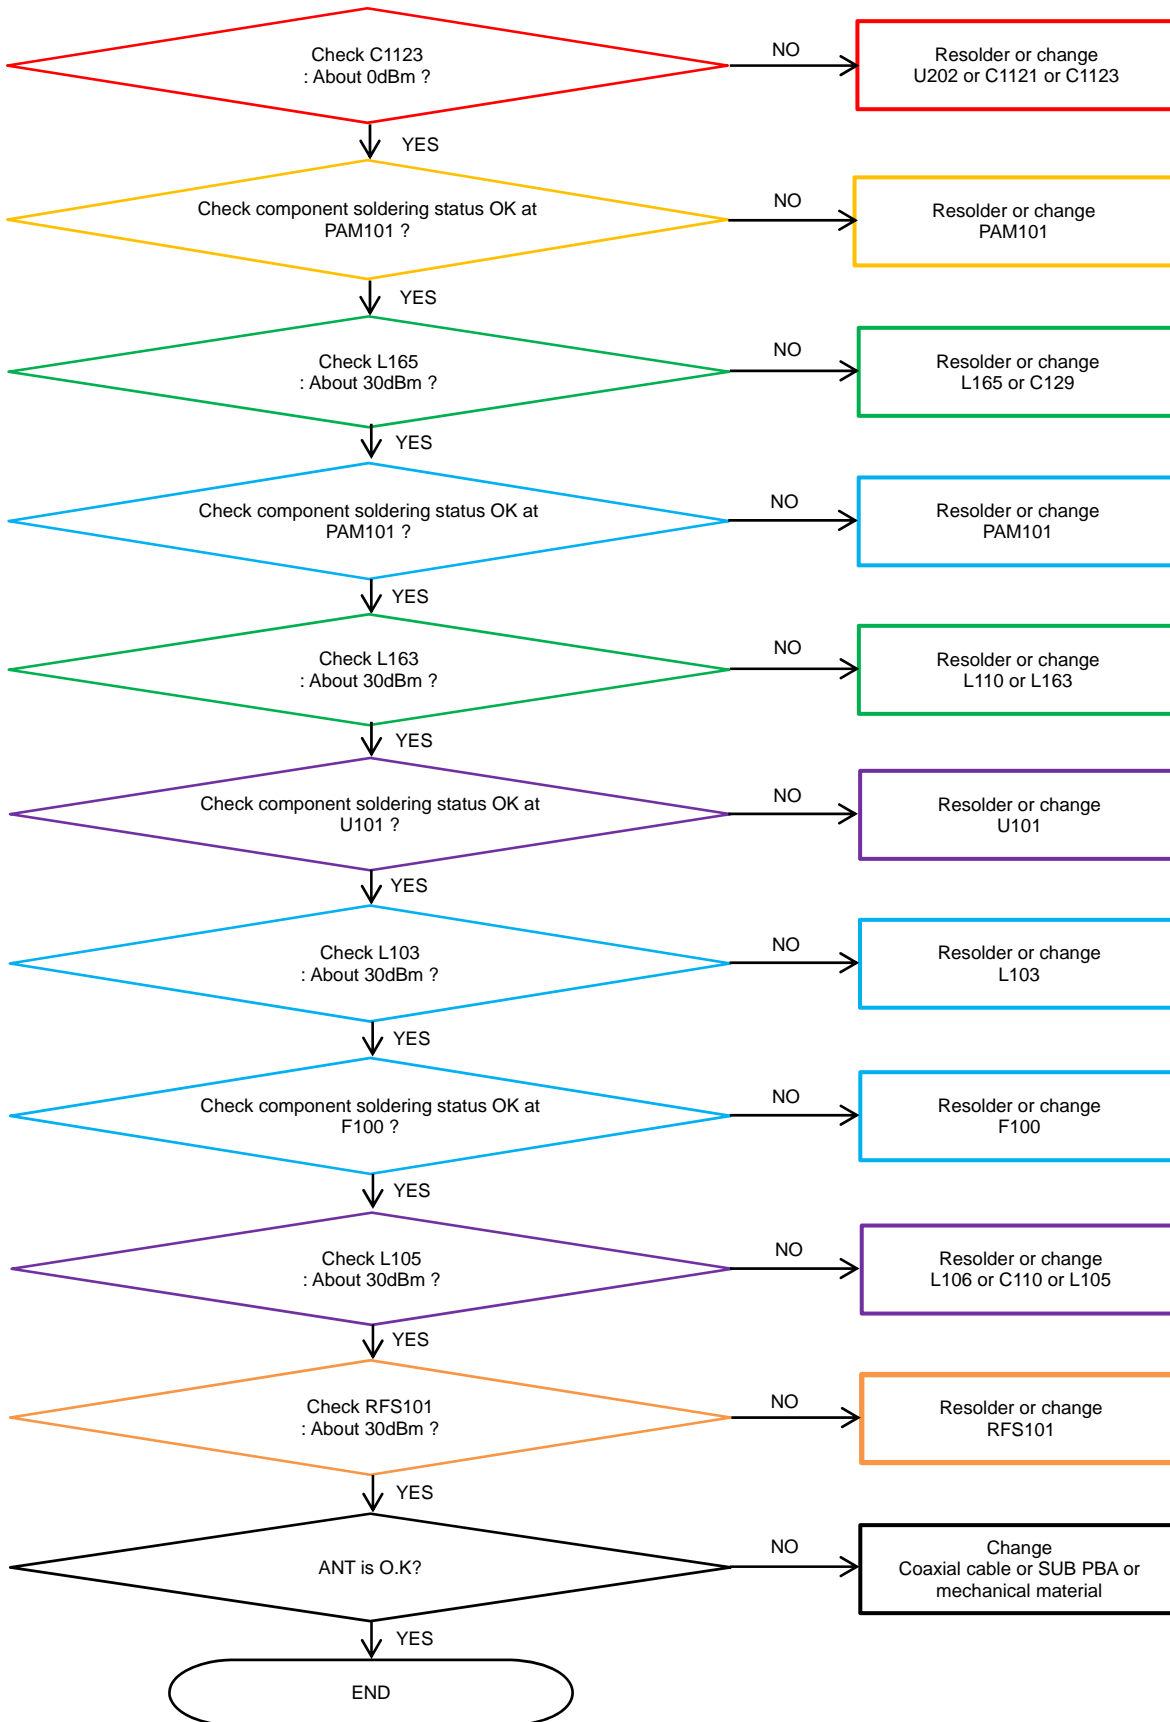 Check C1123
: About 0dBm ?
NO
Resolder or change
U202 or C1121 or C1123
YES
Check component soldering status OK at
PAM101 ?
NO
Resolder or change
PAM101
YES
Check L165
: About 30dBm ?
NO
Resolder or change
L165 or C129
YES
Check component soldering status OK at
PAM101 ?
NO
Resolder or change
PAM101
YES
Check L163
: About 30dBm ?
NO
Resolder or change
L110 or L163
YES
Check component soldering status OK at
U101 ?
NO
Resolder or change
U101
YES
Check L103
: About 30dBm ?
NO
Resolder or change
L103
YES
Check component soldering status OK at
F100 ?
NO
Resolder or change
F100
YES
Check L105
: About 30dBm ?
NO
Resolder or change
L106 or C110 or L105
YES
Check RFS101
: About 30dBm ?
NO
Resolder or change
RFS101
YES
ANT is O.K?
NO
Change
Coaxial cable or SUB PBA or
mechanical material
YES
END